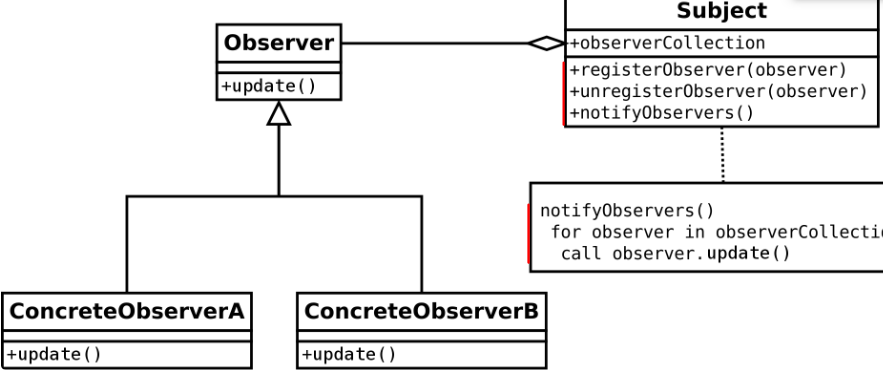 Subject
Observer
+observerCollection
+registerObserver(observer)
+update()
+unregisterObserver(observer)
+notifyObservers()
notifyObservers()
for observer in
call observer.update()
ConcreteObserverA
ConcreteObserverB
+update()
+update()